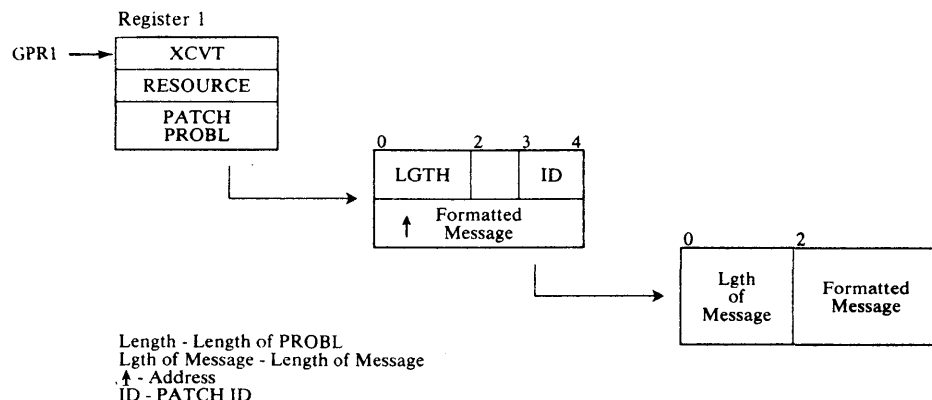 Register 1
GPR1
XCVT
RESOURCE
PATCH
PROBL
0 2 3 4
LGTH ID
↑ Formatted
Message
0 2
Lgth
of
Message
Formatted
Message
Length - Length of PROBL
Lgth of Message - Length of Message
↑ - Address
ID - PATCH ID